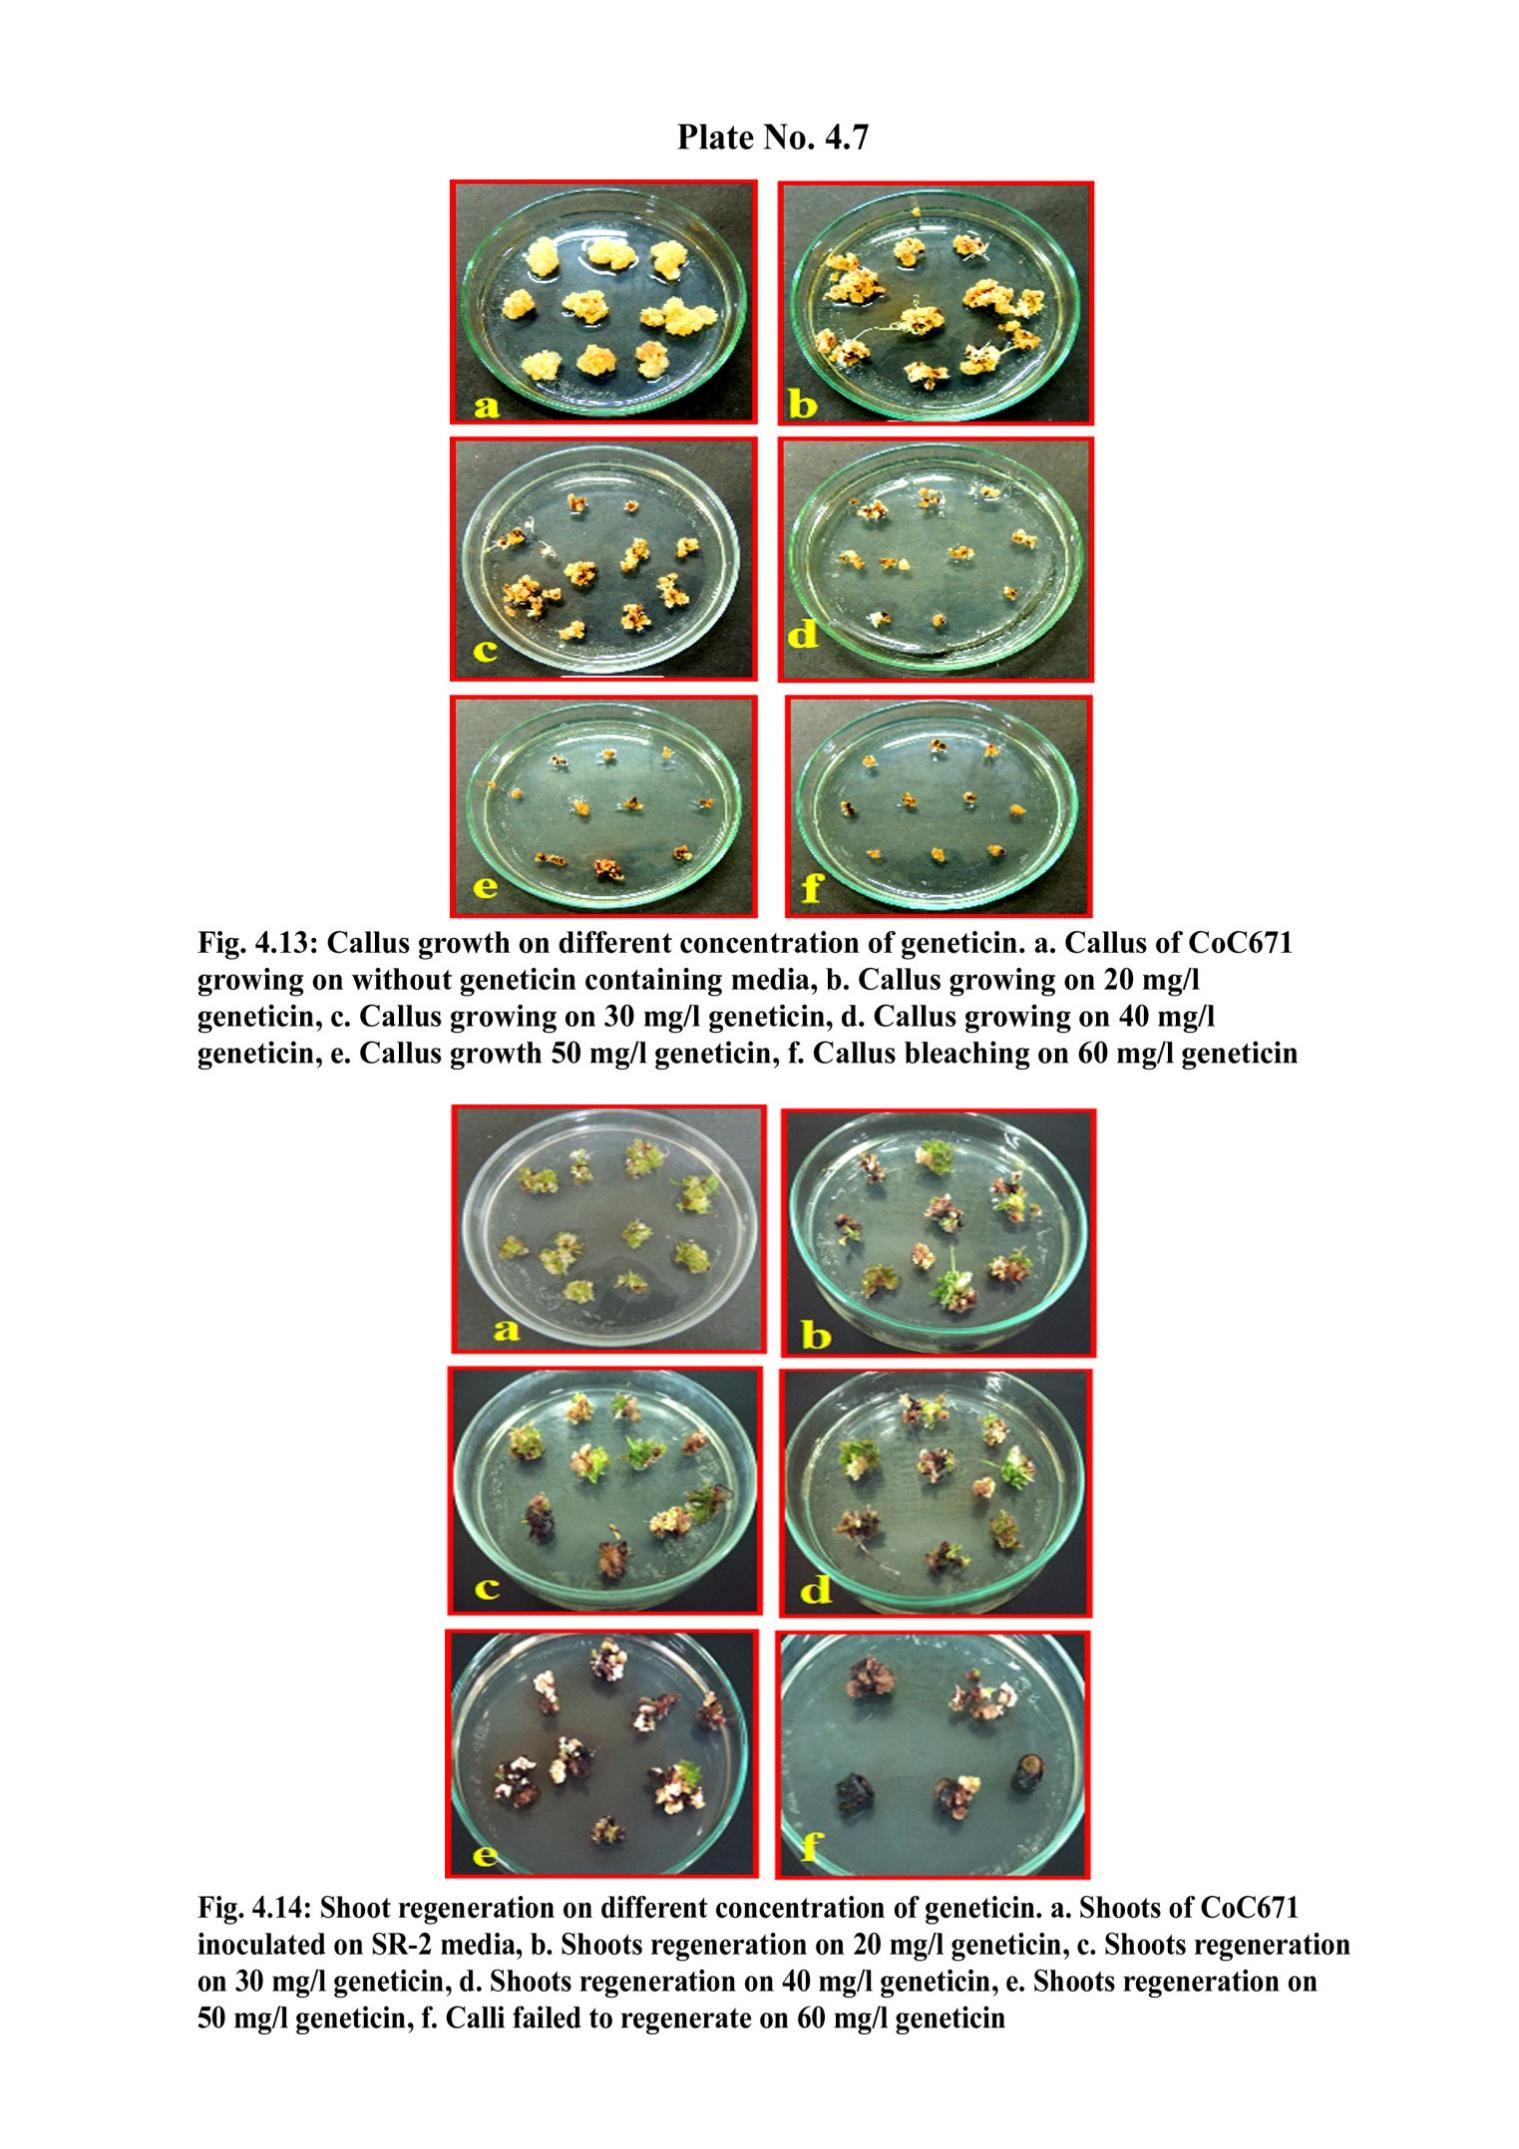 Plate No. 4.7
a
b
c
d
e
f
Fig. 4.13: Callus growth on different concentration of geneticin. a. Callus of CoC671
growing on without geneticin containing media, b. Callus growing on 20 mg/l
geneticin, c. Callus growing on 30 mg/l geneticin, d. Callus growing on 40 mg/l
geneticin, e. Callus growth 50 mg/l geneticin, f. Callus bleaching on 60 mg/l geneticin
a
b
c
d
e
f
Fig. 4.14: Shoot regeneration on different concentration of geneticin. a. Shoots of CoC671
inoculated on SR-2 media, b. Shoots regeneration on 20 mg/l geneticin, c. Shoots regeneration
on 30 mg/l geneticin, d. Shoots regeneration on 40 mg/l geneticin, e. Shoots regeneration on
50 mg/l geneticin, f. Calli failed to regenerate on 60 mg/l geneticin